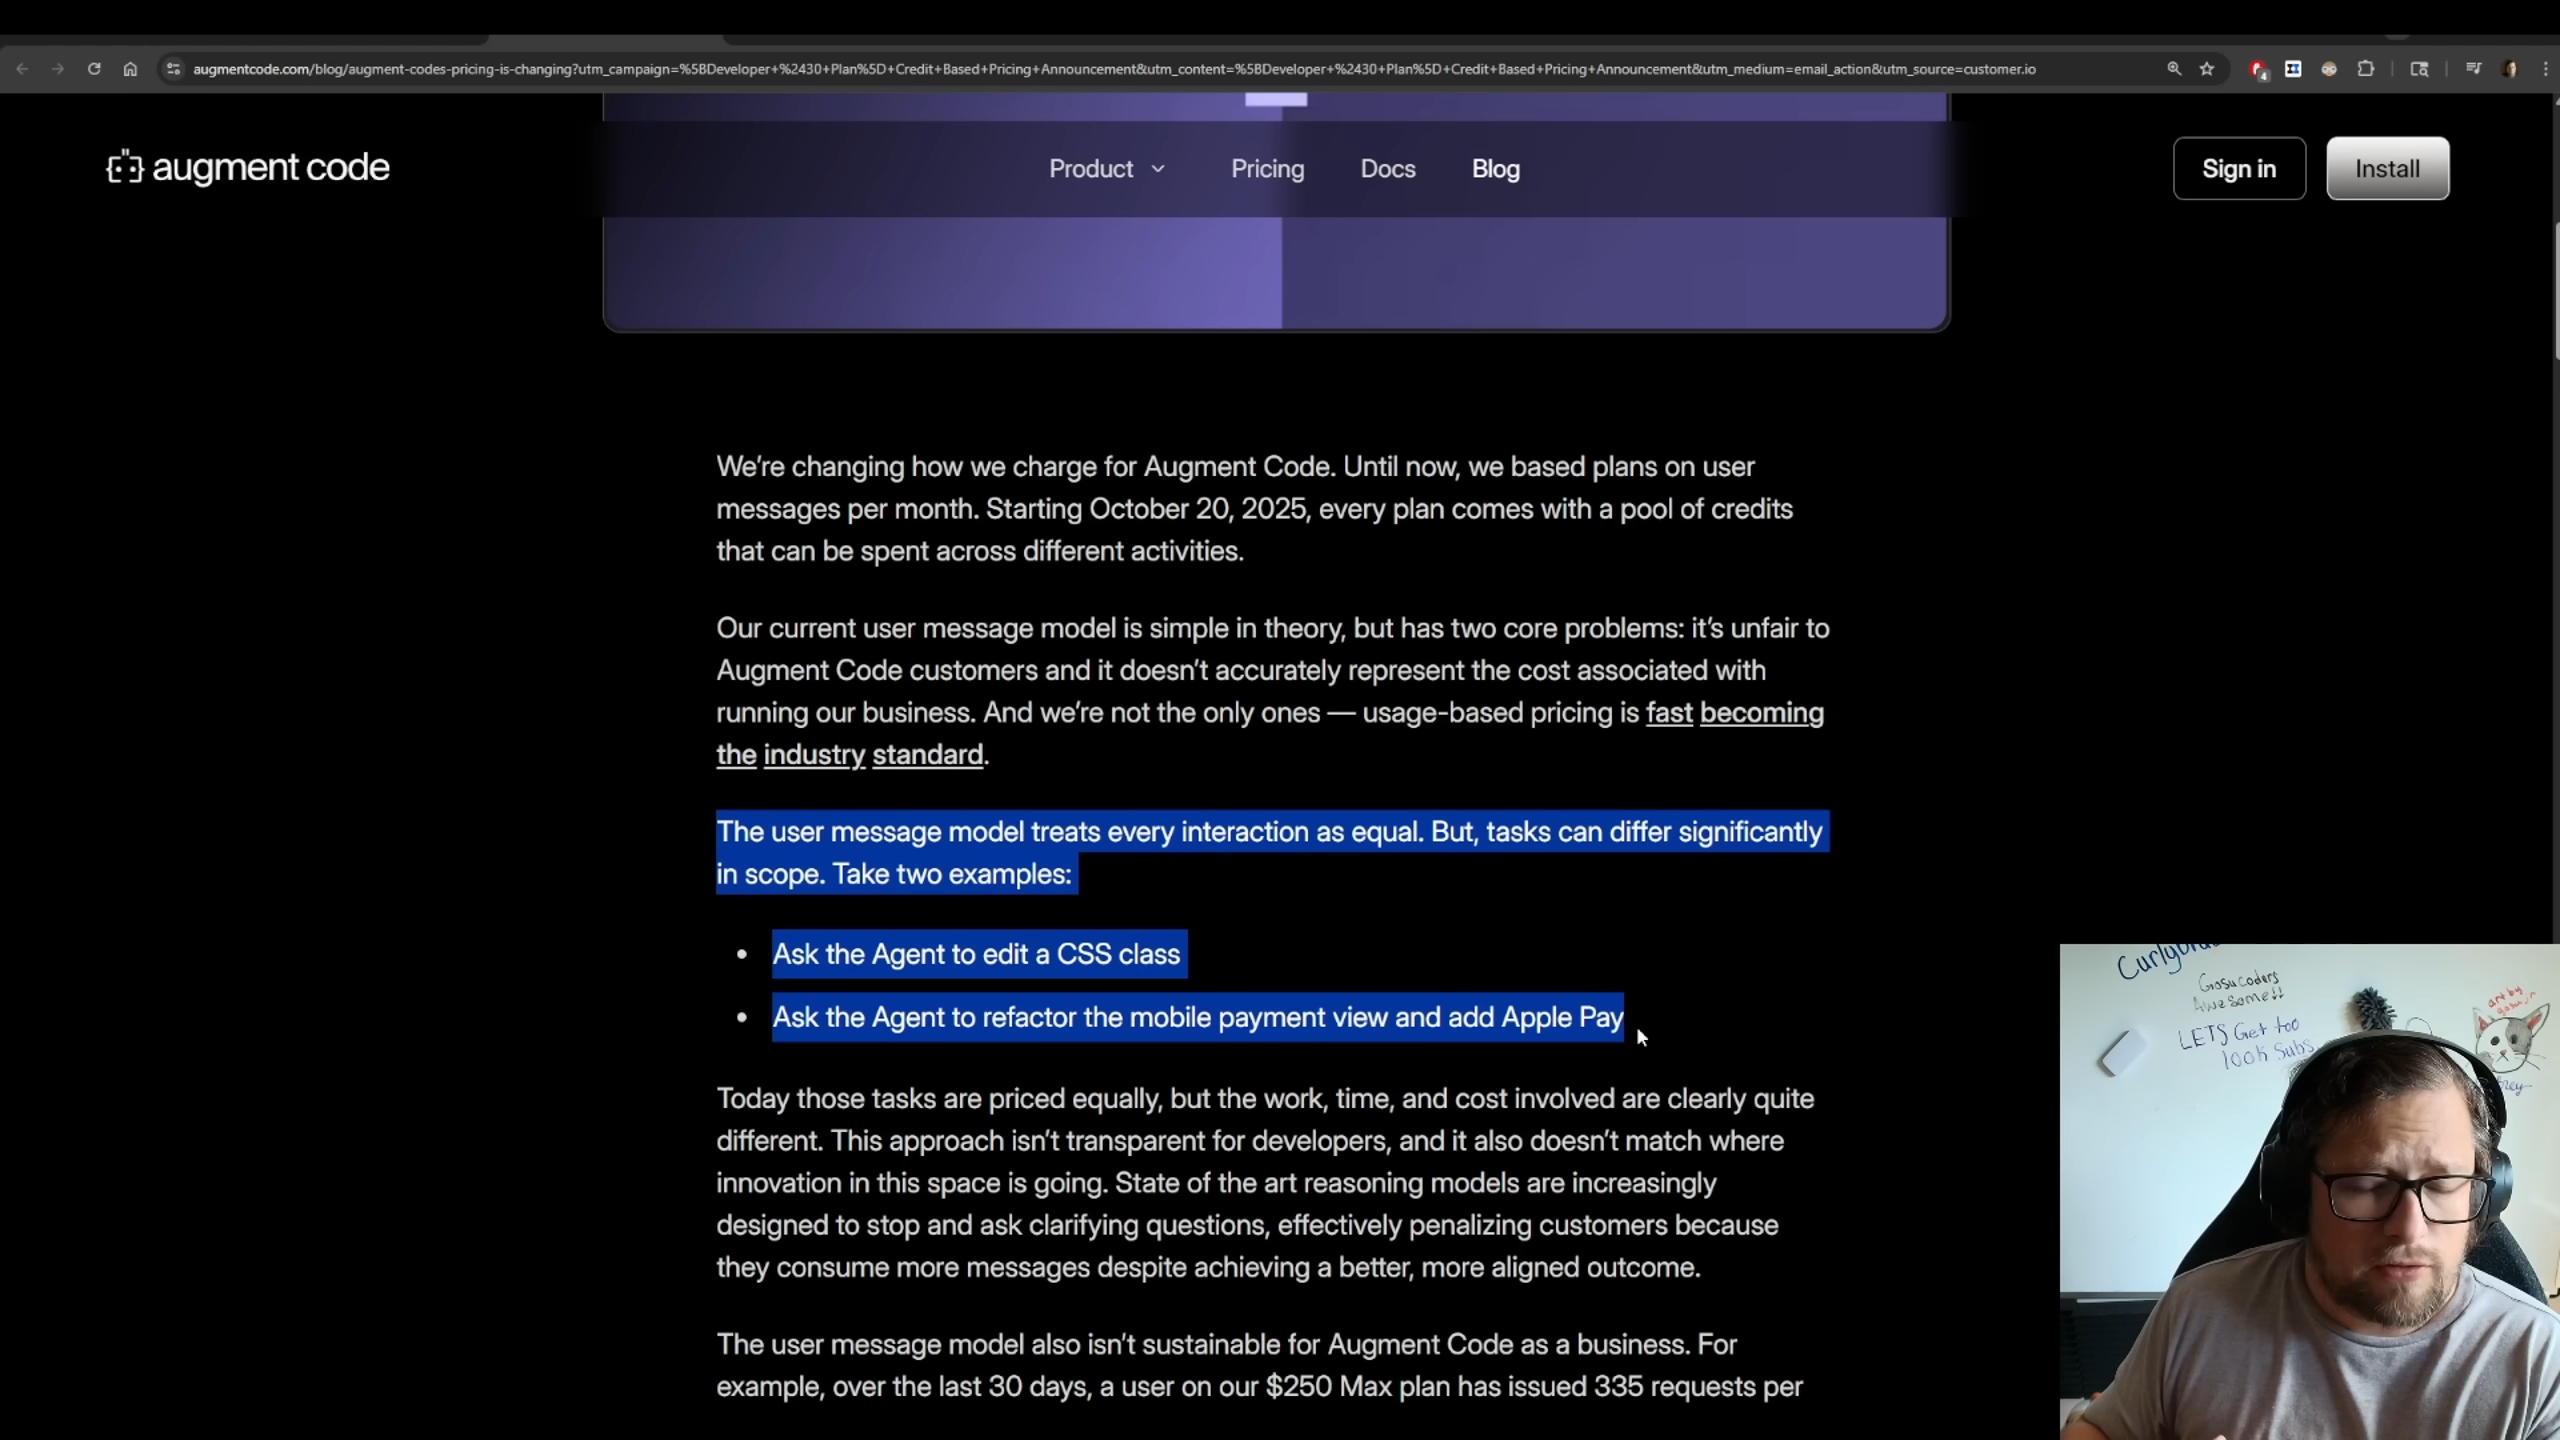 augmentcode.com/blog/augment-codes-pricing-is-changing?utm_campaign=%5BDeveloper+%2430+Plan%5D+Credit+Based+Pricing+Announcement&utm_content=%5BDeveloper+%2430+Plan%5D+Credit+Based+Pricing+Announcement&utm_medium=email_action&utm_source=customer.io
4
augment code
Product
Pricing
Docs
Blog
Sign in
Install
We’re changing how we charge for Augment Code. Until now, we based plans on user
messages per month. Starting October 20, 2025, every plan comes with a pool of credits
that can be spent across different activities.
Our current user message model is simple in theory, but has two core problems: it’s unfair to
Augment Code customers and it doesn’t accurately represent the cost associated with
running our business. And we’re not the only ones — usage-based pricing is fast becoming
the industry standard.
The user message model treats every interaction as equal. But, tasks can differ significantly
in scope. Take two examples:
• Ask the Agent to edit a CSS class
• Ask the Agent to refactor the mobile payment view and add Apple Pay
Today those tasks are priced equally, but the work, time, and cost involved are clearly quite
different. This approach isn’t transparent for developers, and it also doesn’t match where
innovation in this space is going. State of the art reasoning models are increasingly
designed to stop and ask clarifying questions, effectively penalizing customers because
they consume more messages despite achieving a better, more aligned outcome.
The user message model also isn’t sustainable for Augment Code as a business. For
example, over the last 30 days, a user on our $250 Max plan has issued 335 requests per
Gosucoders
Awesome!!
LETS Get too
100K Subs
art by